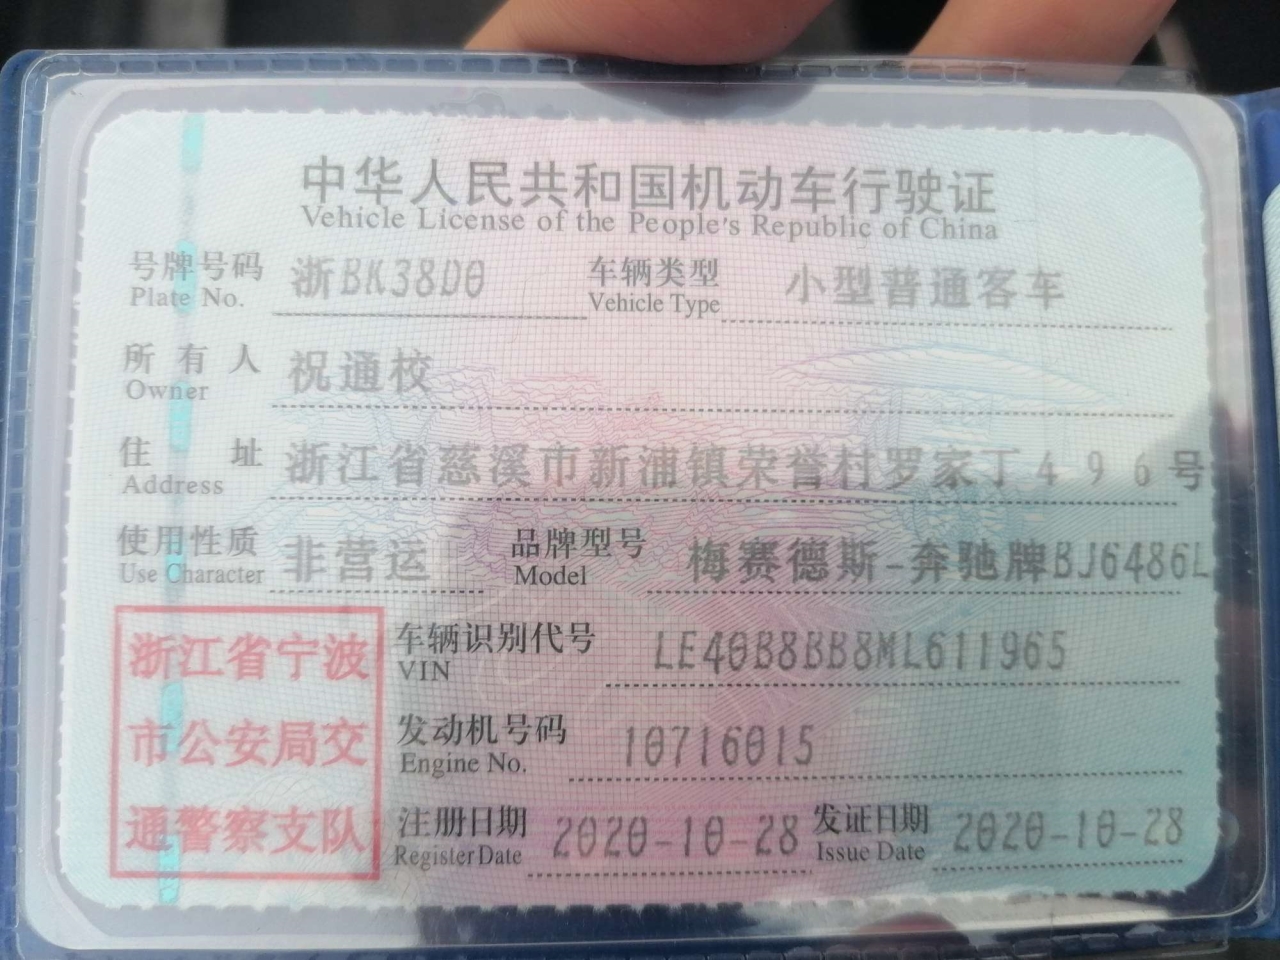 中华人民共和国机动车行驶证
Vehicle License of the People's Republic of China
号牌号码 浙BK38D0 车辆类型 小型普通客车
Plate No. Vehicle Type
所有人 祝通校
Owner
住址 浙江省慈溪市新浦镇荣誉村罗家丁496号
Address
使用性质 非营运 品牌型号 梅赛德斯-奔驰牌BJ6486L
Use Character Model
浙江省宁波
市公安局交
通警察支队
车辆识别代号 LE40B8BB8ML611965
VIN
发动机号码 10716015
Engine No.
注册日期 2020-10-28 发证日期 2020-10-28
Register Date Issue Date